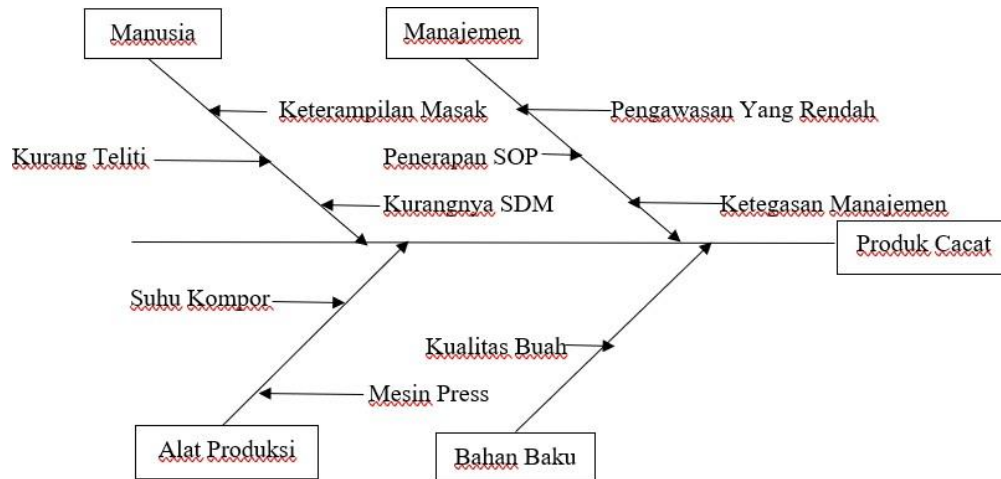 Manusia
Manajemen
Keterampilan Masak
Pengawasan Yang Rendah
Kurang Teliti
Penerapan SOP
Kurangnya SDM
Ketegasan Manajemen
Produk Cacat
Suhu Kompor
Kualitas Buah
Mesin Press
Alat Produksi
Bahan Baku